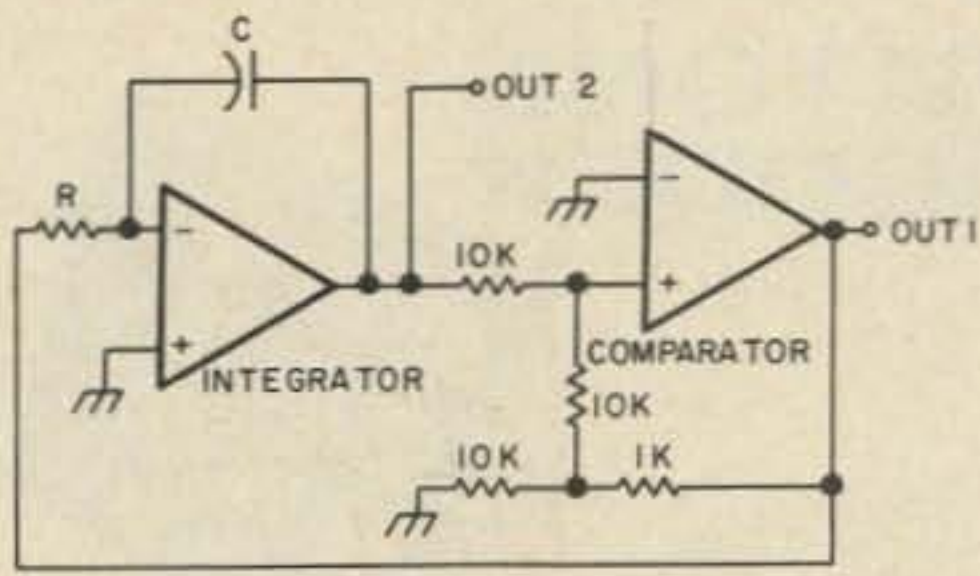 C
OUT 2
R
-
-
OUT 1
10K
+
+
COMPARATOR
INTEGRATOR
10K
10K
1K